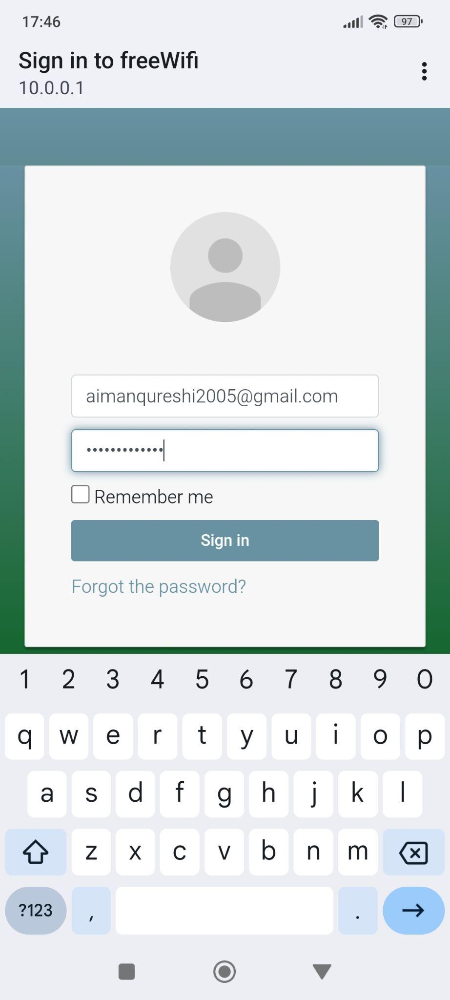 17:46
97
Sign in to freeWifi
10.0.0.1
aimanqureshi2005@gmail.com
•••••••••••••
Remember me
Sign in
Forgot the password?
1 2 3 4 5 6 7 8 9 0
q w e r t y u i o p
a s d f g h j k l
z x c v b n m
?123 , .